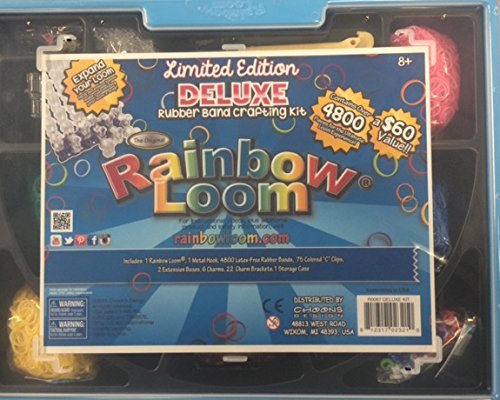 Limited Edition
DELUXE
Rubber Band Crafting Kit
8+
Expand
your Loom
Contains Over
4800
a $60
Value!!
The Original
Rainbow
Loom®
rainbowloom.com
Includes: 1 Rainbow Loom®, 1 Metal Hook, 4800 Latex-Free Rubber Bands, 75 Colored "C" Clips,
2 Extension Bases, 6 Charms, 22 Charm Brackets, 1 Storage Case
WARNING:
WARNING:
CE
DISTRIBUTED BY
CHOONS
DESIGN
48813 WEST ROAD
WIXOM, MI 48393, USA
R0067 DELUXE KIT